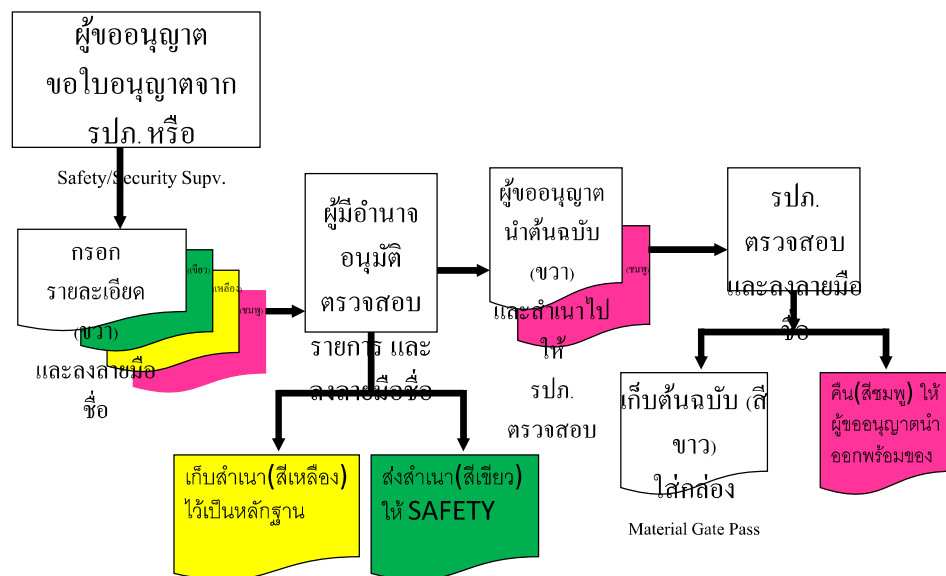 ผู้ขออนุญาต
ขอใบอนุญาตจาก
รปภ. หรือ
Safety/Security Supv.
กรอก
รายละเอียด
(ขวา)
และลงลายมือ
ชื่อ
(เขียว)
(เหลือง)
(ชมพู)
ผู้มีอำนาจ
อนุมัติ
ตรวจสอบ
รายการ และ
ลงลายมือชื่อ
ผู้ขออนุญาต
นำต้นฉบับ
(ขวา)
และสำเนาไป
ให้
รปภ.
ตรวจสอบ
(ชมพู)
รปภ.
ตรวจสอบ
และลงลายมือ
ชื่อ
เก็บสำเนา(สีเหลือง)
ไว้เป็นหลักฐาน
ส่งสำเนา(สีเขียว)
ให้ SAFETY
เก็บต้นฉบับ (สี
ขาว)
ใส่กล่อง
Material Gate Pass
คืน(สีชมพู) ให้
ผู้ขออนุญาตนำ
ออกพร้อมของ